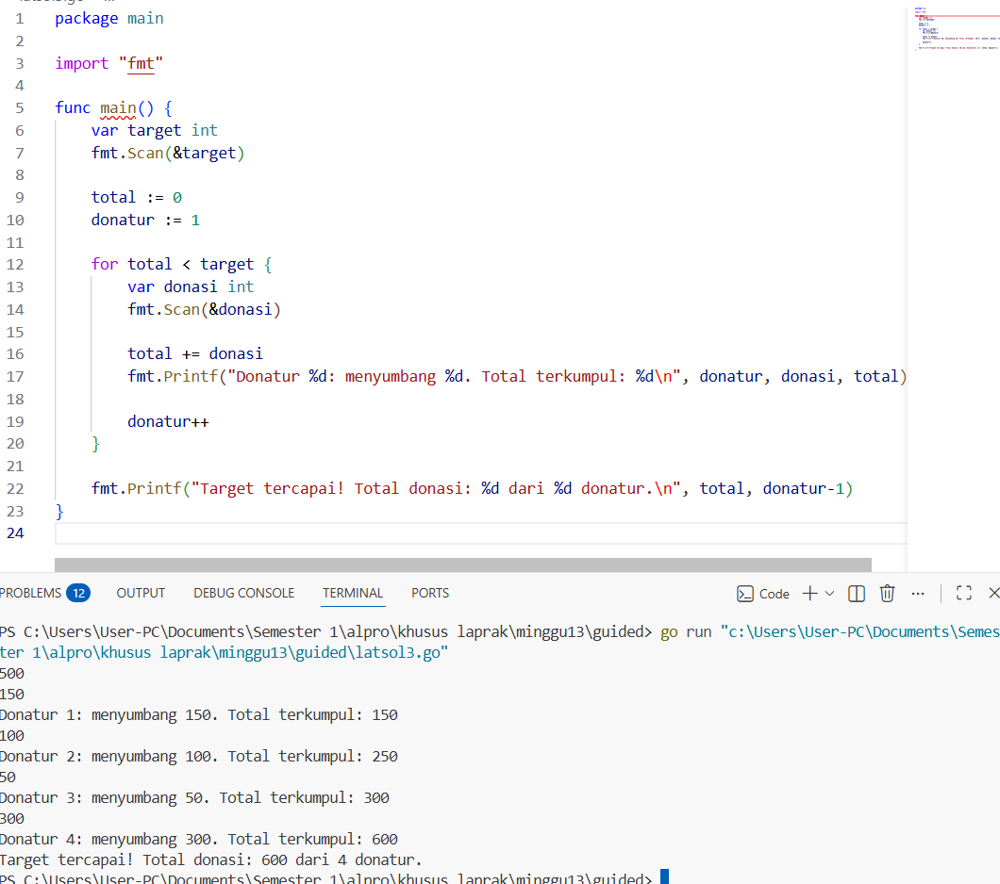 1 package main
2
3 import "fmt"
4
5 func main() {
6 var target int
7 fmt.Scan(&target)
8
9 total := 0
10 donatur := 1
11
12 for total < target {
13 var donasi int
14 fmt.Scan(&donasi)
15
16 total += donasi
17 fmt.Printf("Donatur %d: menyumbang %d. Total terkumpul: %d\n", donatur, donasi, total)
18
19 donatur++
20 }
21
22 fmt.Printf("Target tercapai! Total donasi: %d dari %d donatur.\n", total, donatur-1)
23 }
24
PROBLEMS 12 OUTPUT DEBUG CONSOLE TERMINAL PORTS Code
PS C:\Users\User-PC\Documents\Semester 1\alpro\khusus laprak\minggu13\guided> go run "c:\Users\User-PC\Documents\Semes
ter 1\alpro\khusus laprak\minggu13\guided\latsol3.go"
500
150
Donatur 1: menyumbang 150. Total terkumpul: 150
100
Donatur 2: menyumbang 100. Total terkumpul: 250
50
Donatur 3: menyumbang 50. Total terkumpul: 300
300
Donatur 4: menyumbang 300. Total terkumpul: 600
Target tercapai! Total donasi: 600 dari 4 donatur.
PS C:\Users\User-PC\Documents\Semester 1\alpro\khusus laprak\minggu13\guided>